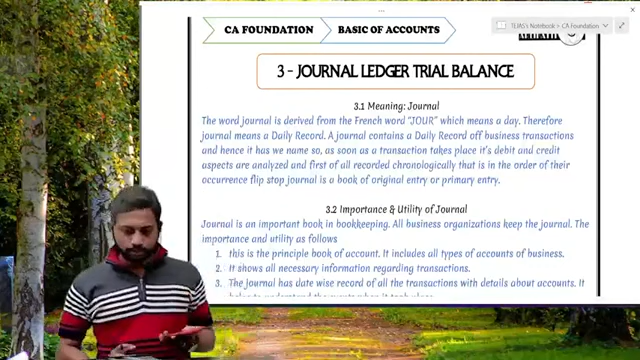 ...
TEJAS's Notebook > CA Foundation
CA FOUNDATION
BASIC OF ACCOUNTS
3 - JOURNAL LEDGER TRIAL BALANCE
3.1 Meaning: Journal
The word journal is derived from the French word "JOUR" which means a day. Therefore
journal means a Daily Record. A journal contains a Daily Record off business transactions
and hence it has we name so, as soon as a transaction takes place it's debit and credit
aspects are analyzed and first of all recorded chronologically that is in the order of their
occurrence flip stop journal is a book of original entry or primary entry.
3.2 Importance & Utility of Journal
Journal is an important book in bookkeeping. All business organizations keep the journal. The
importance and utility as follows
1. this is the principle book of account. It includes all types of accounts of business.
2. It shows all necessary information regarding transactions.
3. The journal has date wise record of all the transactions with details about accounts. It